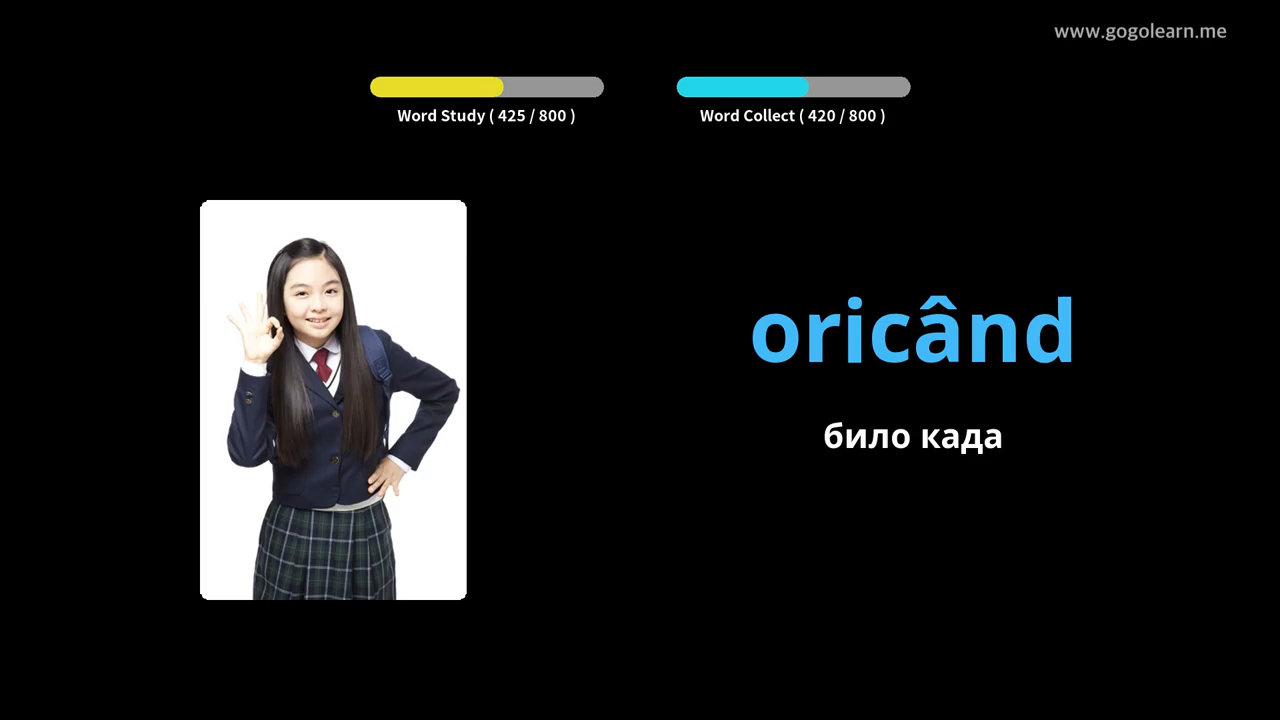 www.gogolearn.me
Word Study ( 425 / 800 )
Word Collect ( 420 / 800 )
oricând
било када